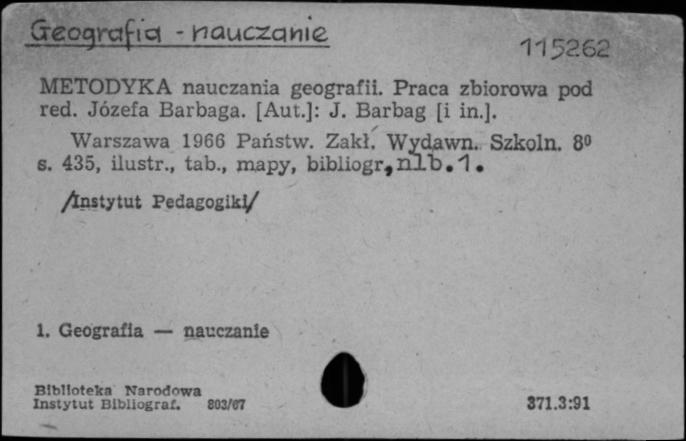 Geografia - nauczanie
115262
METODYKA nauczania geografii. Praca zbiorowa pod
red. Józefa Barbaga. [Aut.]: J. Barbag [i in.].
Warszawa 1966 Państw. Zakł. Wydawn. Szkoln. 8⁰
s. 435, ilustr., tab., mapy, bibliogr, nlb. 1.
/Instytut Pedagogiki/
1. Geografia — nauczanie
Biblioteka Narodowa
Instytut Bibliograf. 803/67
371.3:91